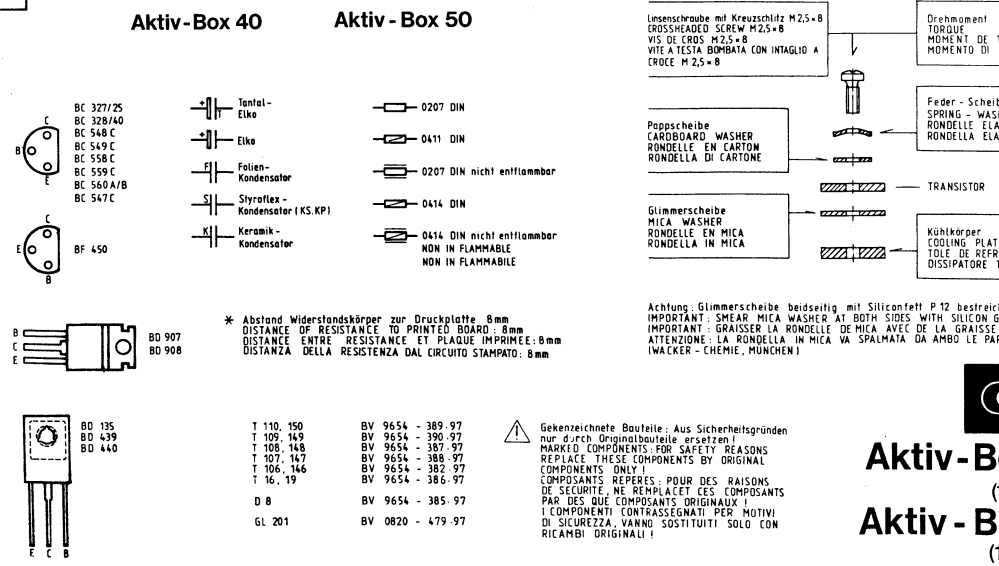 Aktiv-Box 40
Aktiv-Box 50
C
B
E
BC 327/25
BC 328/40
BC 548 C
BC 549 C
BC 558 C
BC 559 C
BC 560 A/B
BC 547 C
C
E
B
BF 450
+
T
Tantal-
Elko
+
Elko
F
Folien-
Kondensator
S
Styroflex-
Kondensator (KS.KP)
K
Keramik-
Kondensator
0207 DIN
0411 DIN
0207 DIN nicht entflammbar
0414 DIN
0414 DIN nicht entflammbar
NON IN FLAMMABLE
NON IN FLAMMABILE
Linsenschraube mit Kreuzschlitz M 2,5×8
CROSSHEADED SCREW M 2,5×8
VIS DE CROS M 2,5×8
VITE A TESTA BOMBATA CON INTAGLIO A
CROCE M 2,5×8
Drehmoment
TORQUE
MOMENT DE
MOMENTO DI
Pappscheibe
CARDBOARD WASHER
RONDELLE EN CARTON
RONDELLA DI CARTONE
Feder - Scheib
SPRING - WAS
RONDELLE ELA
RONDELLA ELA
TRANSISTOR
Glimmerscheibe
MICA WASHER
RONDELLE EN MICA
RONDELLA IN MICA
Kühlkörper
COOLING PLAT
TOLE DE REFR
DISSIPATORE T
B
C
E
BD 907
BD 908
* Abstand Widerstandskörper zur Druckplatte 8mm
DISTANCE OF RESISTANCE TO PRINTED BOARD : 8mm
DISTANCE ENTRE RESISTANCE ET PLAQUE IMPRIMEE: 8mm
DISTANZA DELLA RESISTENZA DAL CIRCUITO STAMPATO: 8mm
Achtung: Glimmerscheibe beidseitig mit Siliconfett P 12 bestreich
IMPORTANT: SMEAR MICA WASHER AT BOTH SIDES WITH SILICON G
IMPORTANT : GRAISSER LA RONDELLE DE MICA AVEC DE LA GRAISSE
ATTENZIONE: LA RONDELLA IN MICA VA SPALMATA DA AMBO LE PAR
(WACKER - CHEMIE, MÜNCHEN)
BD 135
BD 439
BD 440
E C B
T 110, 150 BV 9654 - 389.97
T 109, 149 BV 9654 - 390.97
T 108, 148 BV 9654 - 387.97
T 107, 147 BV 9654 - 388.97
T 106, 146 BV 9654 - 382.97
T 16, 19 BV 9654 - 386.97
D 8 BV 9654 - 385.97
GL 201 BV 0820 - 479.97
! Gekenzeichnete Bauteile: Aus Sicherheitsgründen
nur durch Originalbauteile ersetzen!
MARKED COMPONENTS: FOR SAFETY REASONS
REPLACE THESE COMPONENTS BY ORIGINAL
COMPONENTS ONLY !
COMPOSANTS REPERES : POUR DES RAISONS
DE SECURITE, NE REMPLACET CES COMPOSANTS
PAR DES QUE COMPOSANTS ORIGINAUX !
I COMPONENTI CONTRASSEGNATI PER MOTIVI
DI SICUREZZA, VANNO SOSTITUITI SOLO CON
RICAMBI ORIGINALI !
Aktiv-B
(1
Aktiv-B
(1